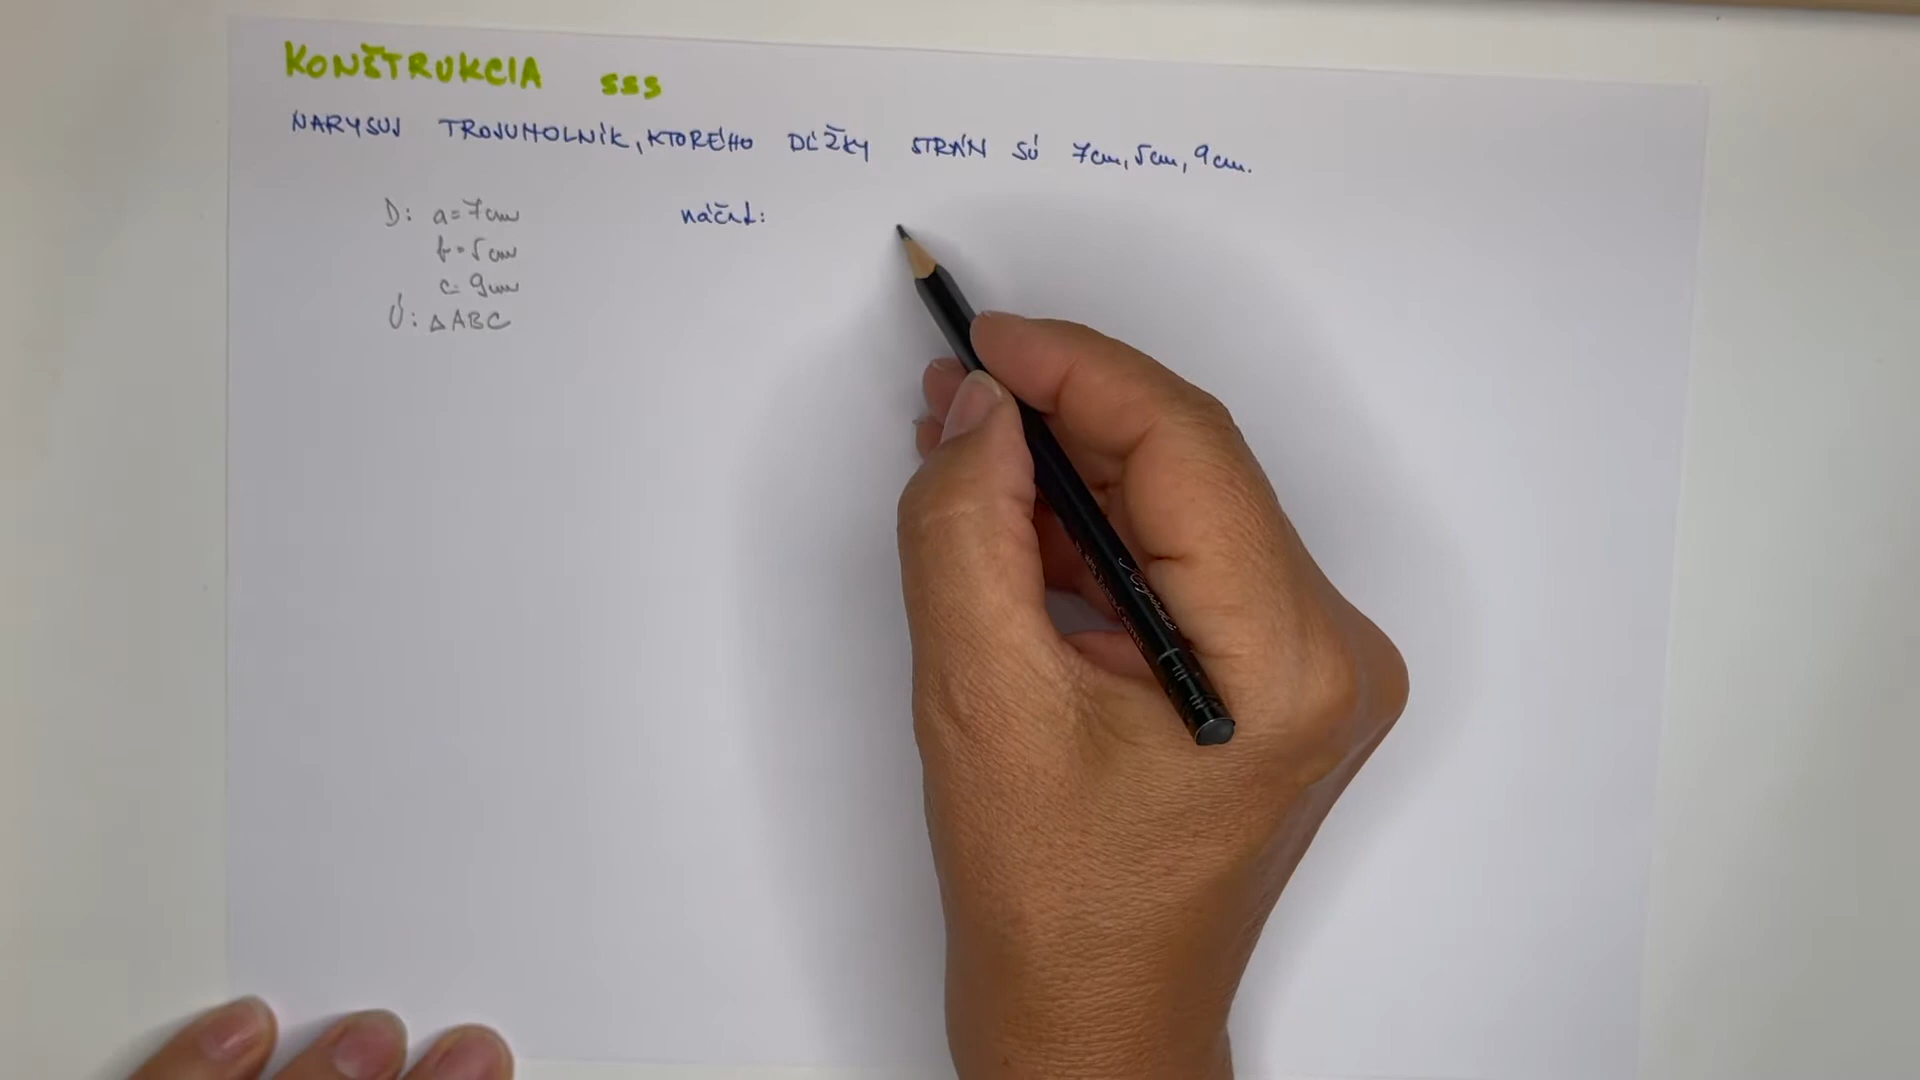 KONŠTRUKCIA sss
NARYSUJ TROJUHOLNÍK, KTORÉHO DĹŽKY STRÁN SÚ 7cm, 5cm, 9cm.
D: a=7cm
náčrt:
b=5cm
c=9cm
Ú: △ABC